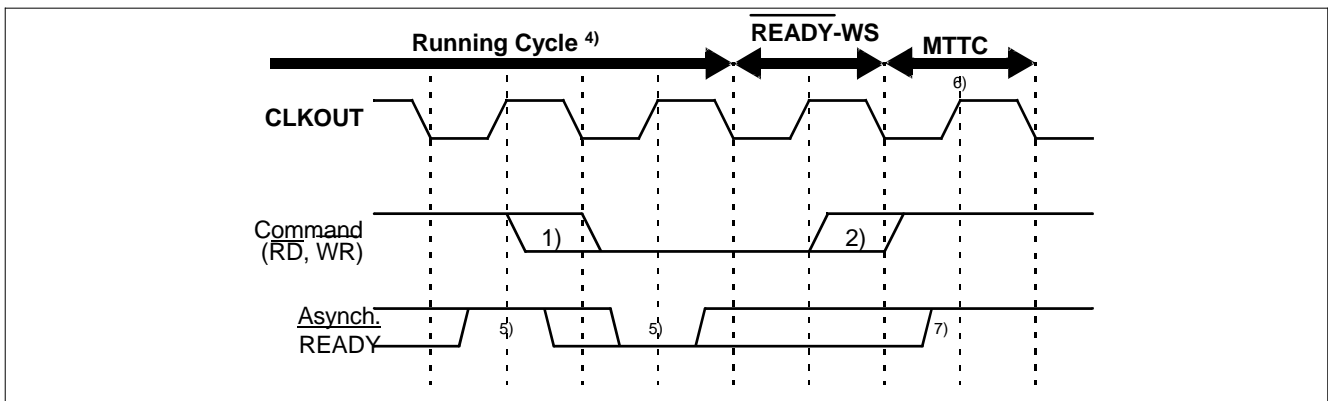 READY-WS
Running Cycle 4)
MTTC
6)
CLKOUT
Command
(RD, WR)
1)
2)
Asynch.
READY
5)
5)
7)